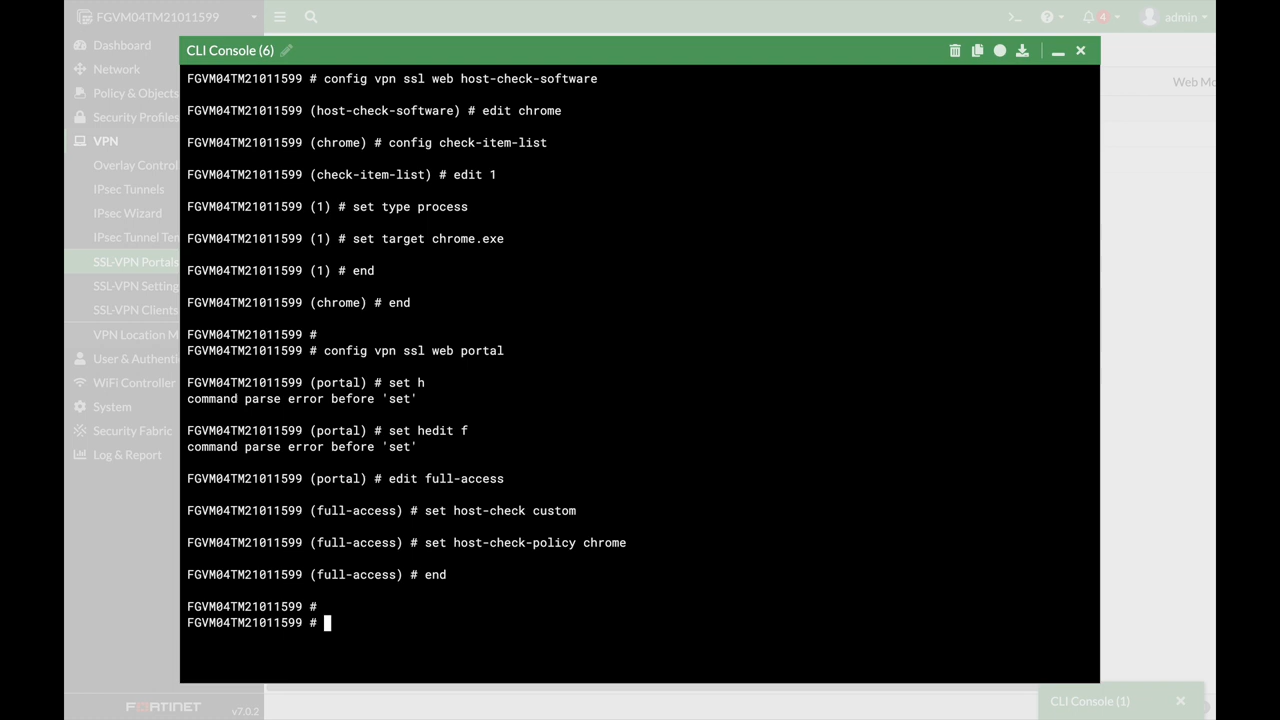 FGVM04TM21011599
4
admin
CLI Console (6)
Dashboard
Network
Policy & Objects
Security Profiles
VPN
Overlay Control
IPsec Tunnels
IPsec Wizard
IPsec Tunnel Tem
SSL-VPN Portals
SSL-VPN Setting
SSL-VPN Clients
VPN Location M
User & Authenti
WiFi Controller
System
Security Fabric
Log & Report
Web Mo
FGVM04TM21011599 # config vpn ssl web host-check-software
FGVM04TM21011599 (host-check-software) # edit chrome
FGVM04TM21011599 (chrome) # config check-item-list
FGVM04TM21011599 (check-item-list) # edit 1
FGVM04TM21011599 (1) # set type process
FGVM04TM21011599 (1) # set target chrome.exe
FGVM04TM21011599 (1) # end
FGVM04TM21011599 (chrome) # end
FGVM04TM21011599 #
FGVM04TM21011599 # config vpn ssl web portal
FGVM04TM21011599 (portal) # set h
command parse error before 'set'
FGVM04TM21011599 (portal) # set hedit f
command parse error before 'set'
FGVM04TM21011599 (portal) # edit full-access
FGVM04TM21011599 (full-access) # set host-check custom
FGVM04TM21011599 (full-access) # set host-check-policy chrome
FGVM04TM21011599 (full-access) # end
FGVM04TM21011599 #
FGVM04TM21011599 #
FORTINET
v7.0.2
CLI Console (1)